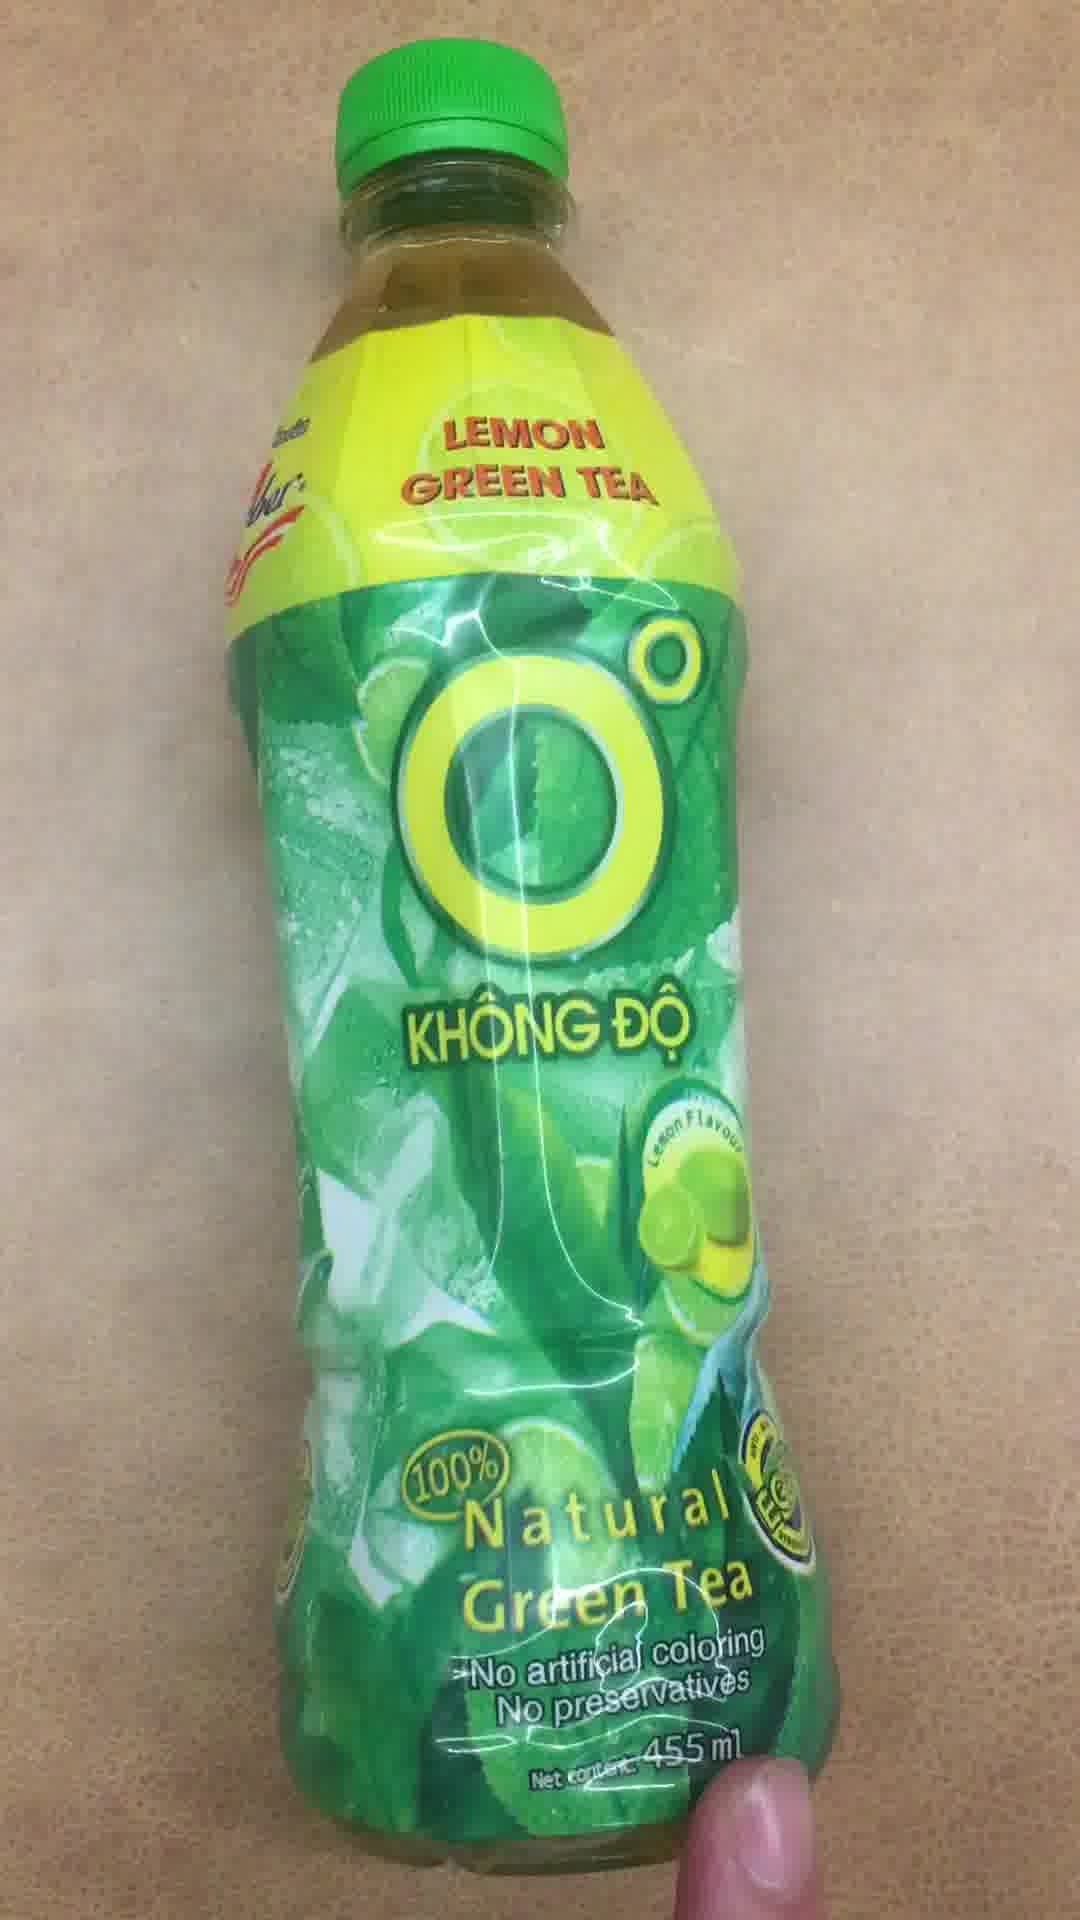 LEMON
GREEN TEA
O°
KHÔNG ĐỘ
Lemon Flavour
100%
Natural
Green Tea
No artificial coloring
No preservatives
Net content: 455 ml